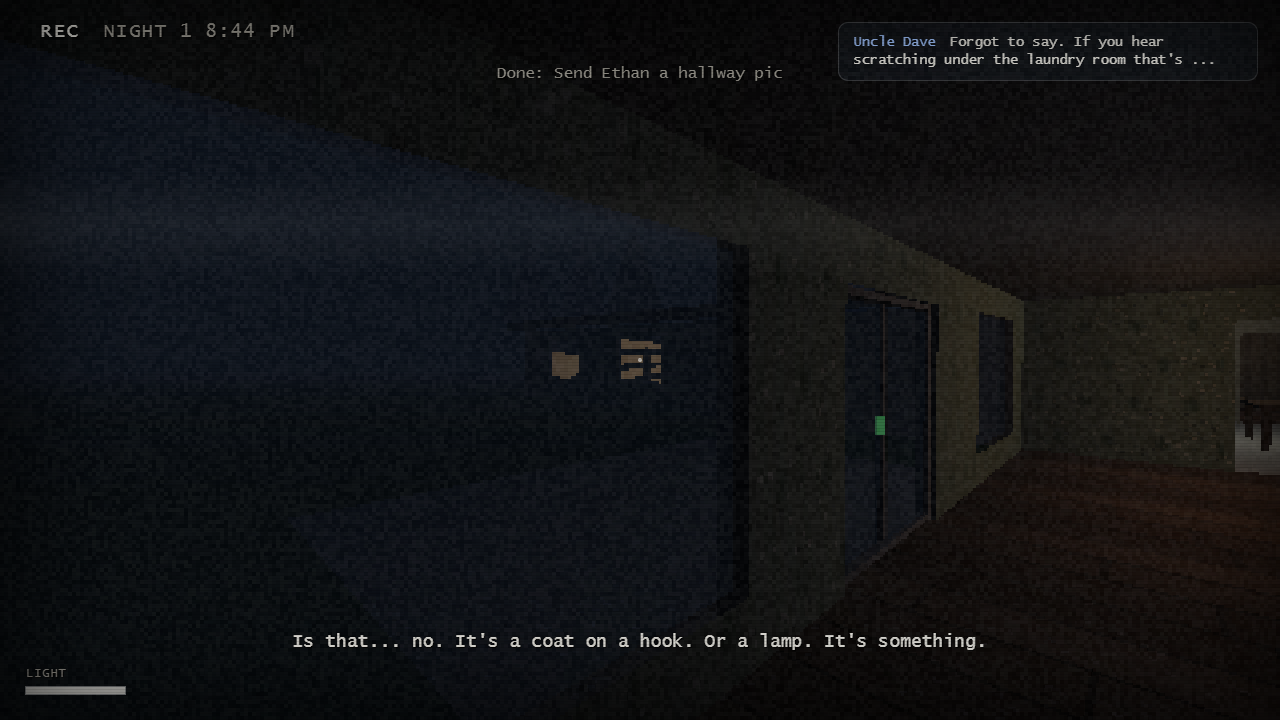 REC NIGHT 1 8:44 PM
Uncle Dave Forgot to say. If you hear
scratching under the laundry room that's ...
Done: Send Ethan a hallway pic
Is that... no. It's a coat on a hook. Or a lamp. It's something.
LIGHT